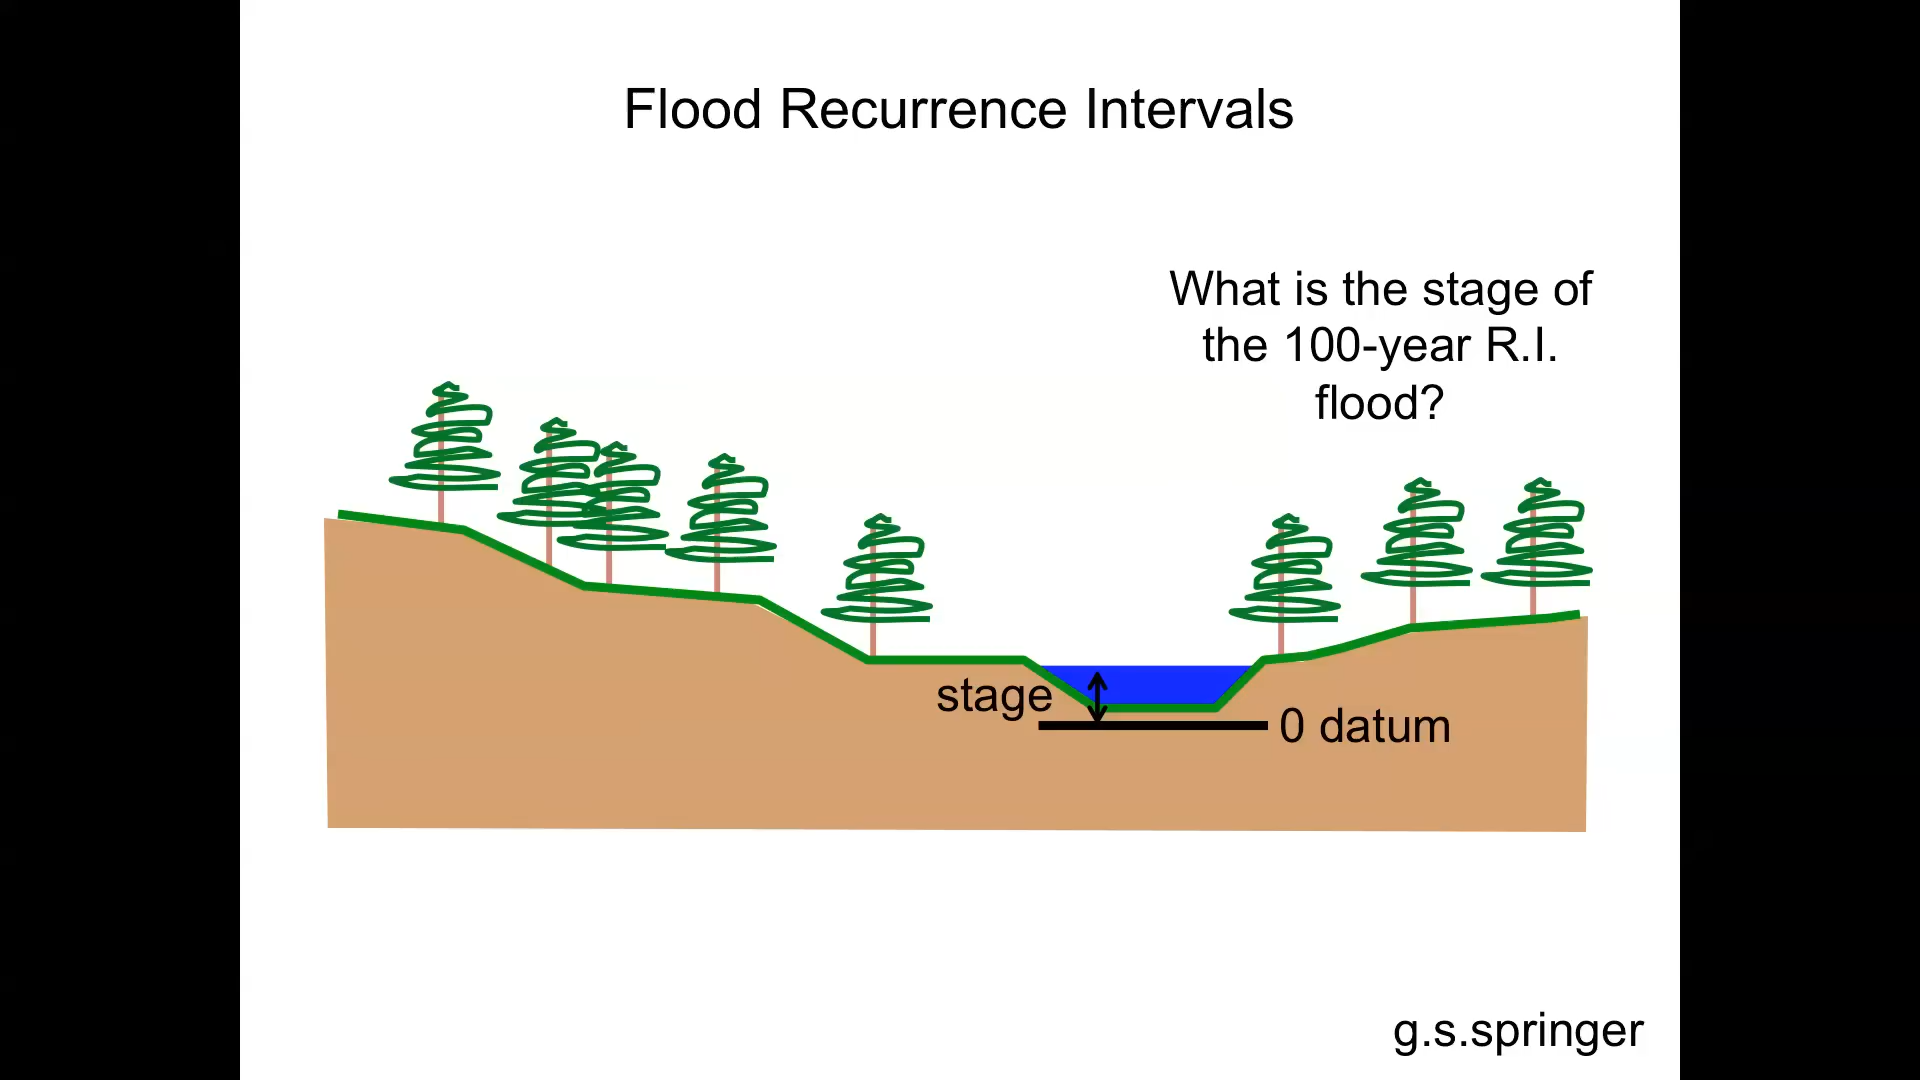 Flood Recurrence Intervals
What is the stage of
the 100-year R.I.
flood?
stage
0 datum
g.s.springer